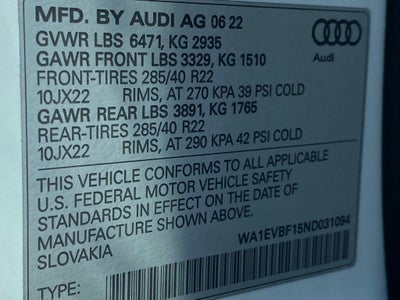 MFD. BY AUDI AG 06 22
GVWR LBS 6471, KG 2935
GAWR FRONT LBS 3329, KG 1510
FRONT-TIRES 285/40 R22
10JX22 RIMS, AT 270 KPA 39 PSI COLD
GAWR REAR LBS 3891, KG 1765
REAR-TIRES 285/40 R22
10JX22 RIMS, AT 290 KPA 42 PSI COLD
Audi
THIS VEHICLE CONFORMS TO ALL APPLICABLE
U.S. FEDERAL MOTOR VEHICLE SAFETY
STANDARDS IN EFFECT ON THE DATE OF
MANUFACTURE SHOWN ABOVE.
SLOVAKIA
WA1EVBF15ND031094
TYPE: